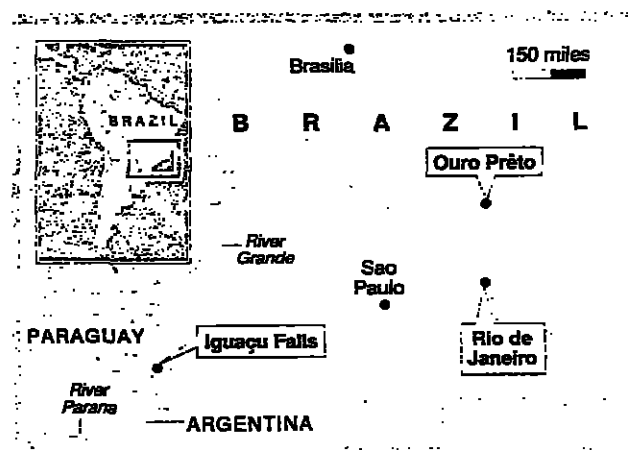 Brasilia
150 miles
BRAZIL
B R A Z I L
Ouro Prêto
River
Grande
Sao
Paulo
PARAGUAY
Iguaçu Falls
Rio de
Janeiro
River
Parana
ARGENTINA